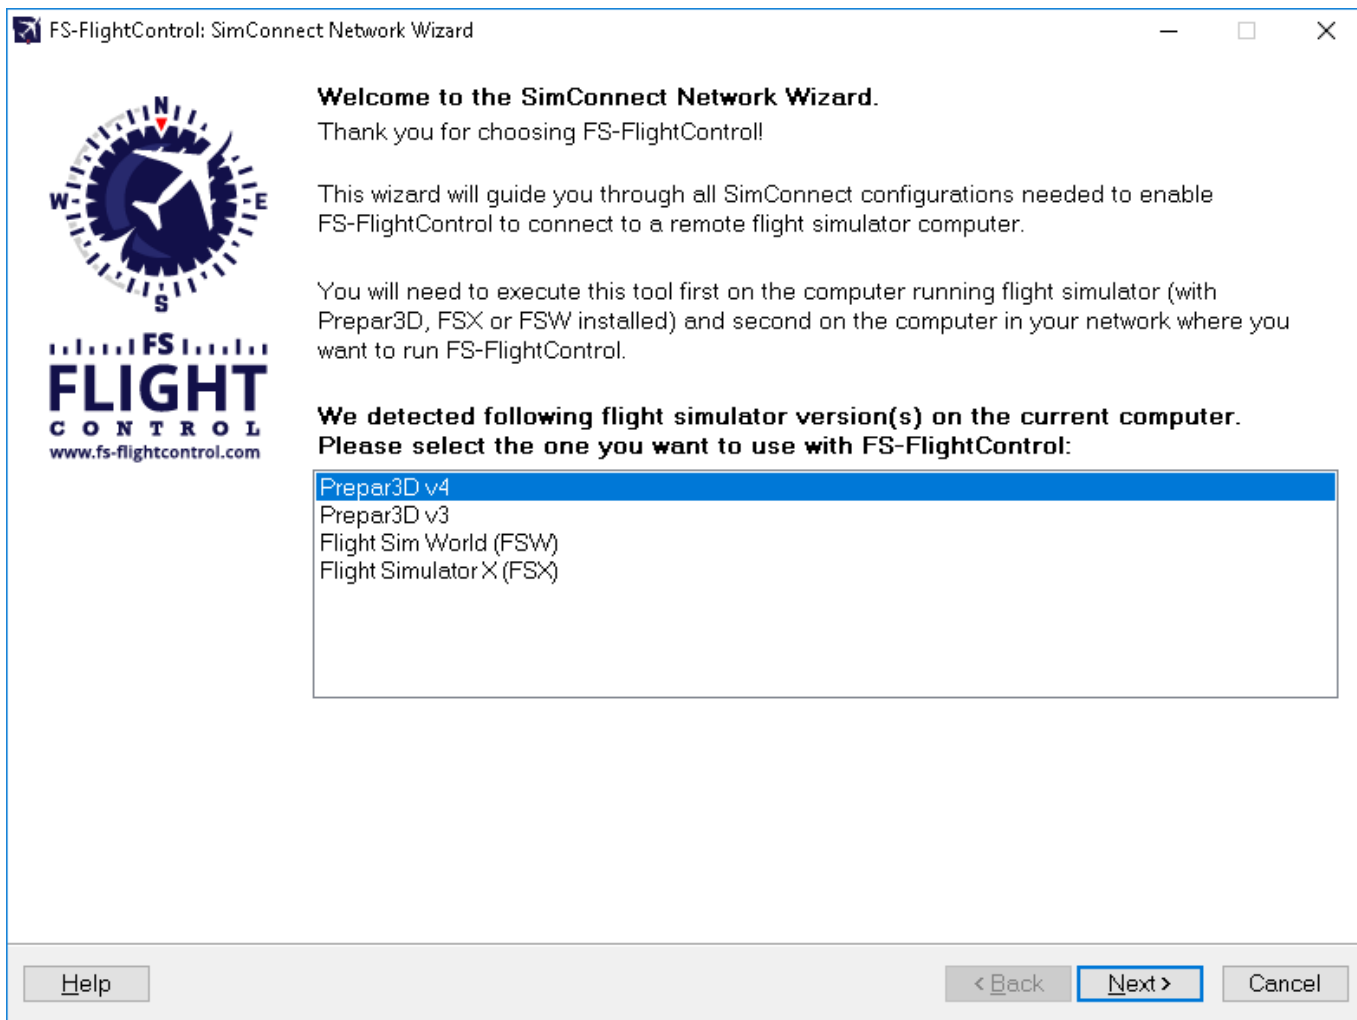 FS-FlightControl: SimConnect Network Wizard
N
W E
S
FS
FLIGHT
CONTROL
www.fs-flightcontrol.com
Welcome to the SimConnect Network Wizard.
Thank you for choosing FS-FlightControl!
This wizard will guide you through all SimConnect configurations needed to enable
FS-FlightControl to connect to a remote flight simulator computer.
You will need to execute this tool first on the computer running flight simulator (with
Prepar3D, FSX or FSW installed) and second on the computer in your network where you
want to run FS-FlightControl.
We detected following flight simulator version(s) on the current computer.
Please select the one you want to use with FS-FlightControl:
Prepar3D v4
Prepar3D v3
Flight Sim World (FSW)
Flight Simulator X (FSX)
Help
< Back
Next >
Cancel